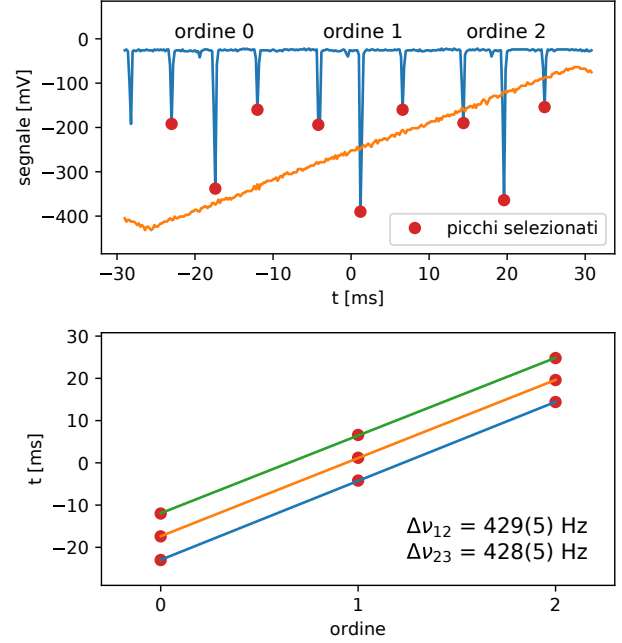 ordine 0 ordine 1 ordine 2
0
−100
−200
−300
−400
segnale [mV]
picchi selezionati
−30 −20 −10 0 10 20 30
t [ms]
30
20
10
0
−10
−20
t [ms]
Δν₁₂ = 429(5) Hz
Δν₂₃ = 428(5) Hz
0 1 2
ordine